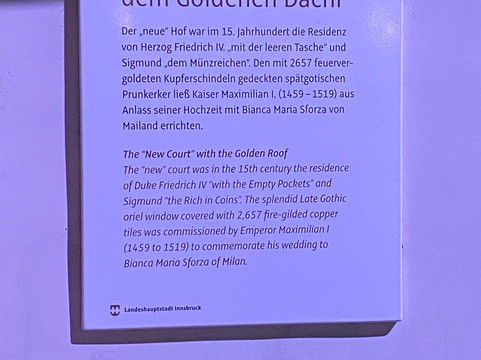 dem Goldenen Dachl
Der „neue“ Hof war im 15. Jahrhundert die Residenz
von Herzog Friedrich IV. „mit der leeren Tasche“ und
Sigmund „dem Münzreichen“. Den mit 2657 feuerver-
goldeten Kupferschindeln gedeckten spätgotischen
Prunkerker ließ Kaiser Maximilian I. (1459 – 1519) aus
Anlass seiner Hochzeit mit Bianca Maria Sforza von
Mailand errichten.
The "New Court" with the Golden Roof
The "new" court was in the 15th century the residence
of Duke Friedrich IV "with the Empty Pockets" and
Sigmund "the Rich in Coins". The splendid Late Gothic
oriel window covered with 2,657 fire-gilded copper
tiles was commissioned by Emperor Maximilian I
(1459 to 1519) to commemorate his wedding to
Bianca Maria Sforza of Milan.
Landeshauptstadt Innsbruck